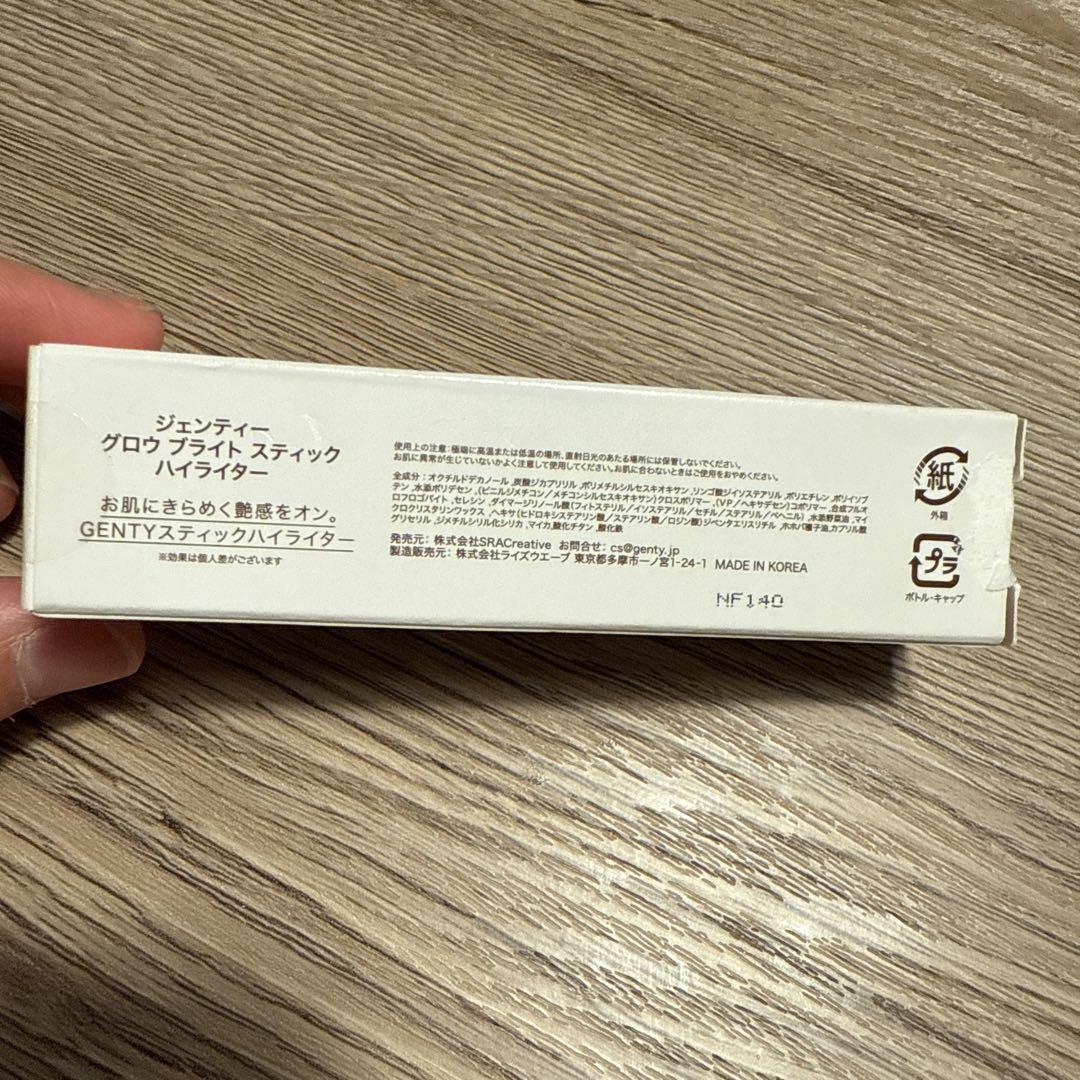 ジェンティー
グロウ ブライト スティック
ハイライター
お肌にきらめく艶感をオン。
GENTYスティックハイライター
※効果は個人差がございます
使用上の注意：極端に高温または低温の場所、直射日光のあたる場所には保管しないでください。
お肌に異常が生じていないかよく注意して使用してください。お肌に合わないときはご使用をおやめください。
全成分：オクチルドデカノール ,炭酸ジカプリリル ,ポリメチルシルセスキオキサン ,リンゴ酸ジイソステアリル ,ポリエチレン ,ポリイソブ
テン ,水添ポリデセン ,（ビニルジメチコン／メチコンシルセスキオキサン）クロスポリマー ,（VP／ヘキサデセン）コポリマー ,合成フルオ
ロフロゴパイト ,セレシン ,ダイマージリノール酸（フィトステリル／イソステアリル／セチル／ステアリル／ベヘニル） ,水添野菜油 ,マイ
クロクリスタリンワックス ,ヘキサ（ヒドロキシステアリン酸／ステアリン酸／ロジン酸）ジペンタエリスチル ,ホホバ種子油,カプリル酸
グリセリル ,ジメチルシリル化シリカ ,マイカ,酸化チタン ,酸化鉄
発売元：株式会社SRACreative お問合せ：cs@genty.jp
製造販売元：株式会社ライズウエーブ 東京都多摩市一ノ宮1-24-1 MADE IN KOREA
NF140
紙
外箱
プラ
ボトル・キャップ